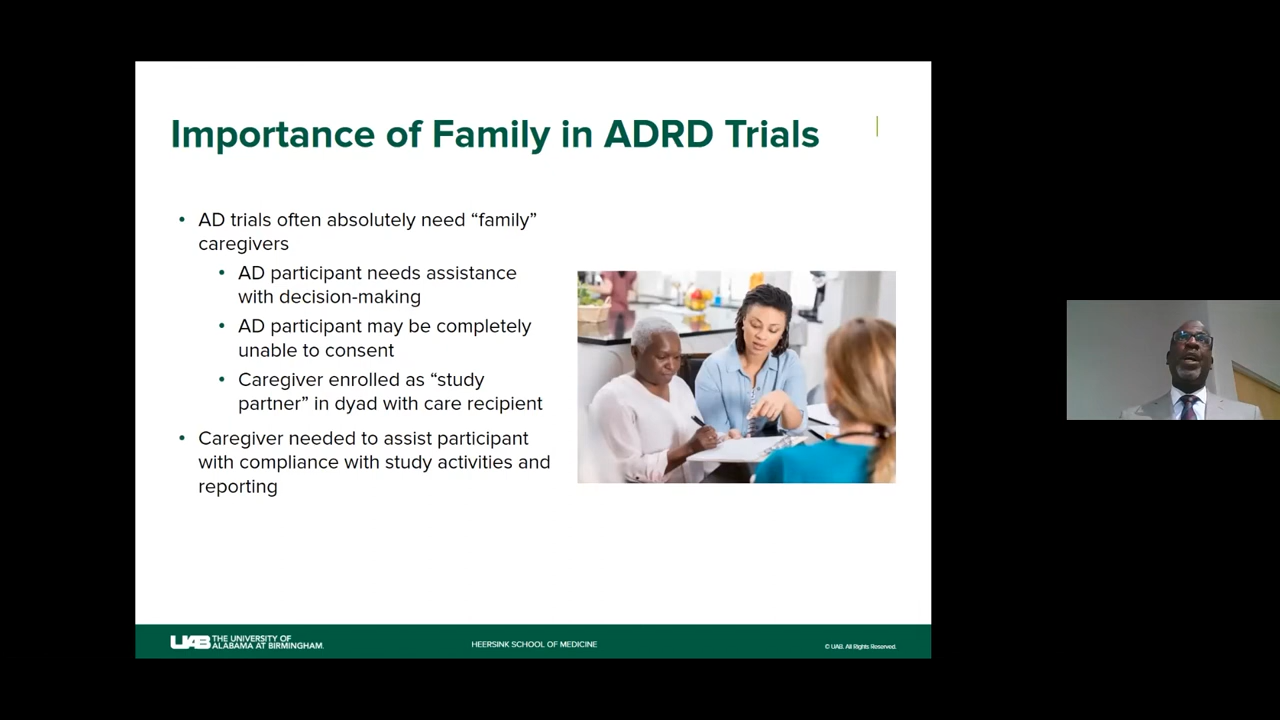 Importance of Family in ADRD Trials
• AD trials often absolutely need “family”
caregivers
• AD participant needs assistance
with decision-making
• AD participant may be completely
unable to consent
• Caregiver enrolled as “study
partner” in dyad with care recipient
• Caregiver needed to assist participant
with compliance with study activities and
reporting
UAB THE UNIVERSITY OF
ALABAMA AT BIRMINGHAM.
HEERSINK SCHOOL OF MEDICINE
© UAB. All Rights Reserved.